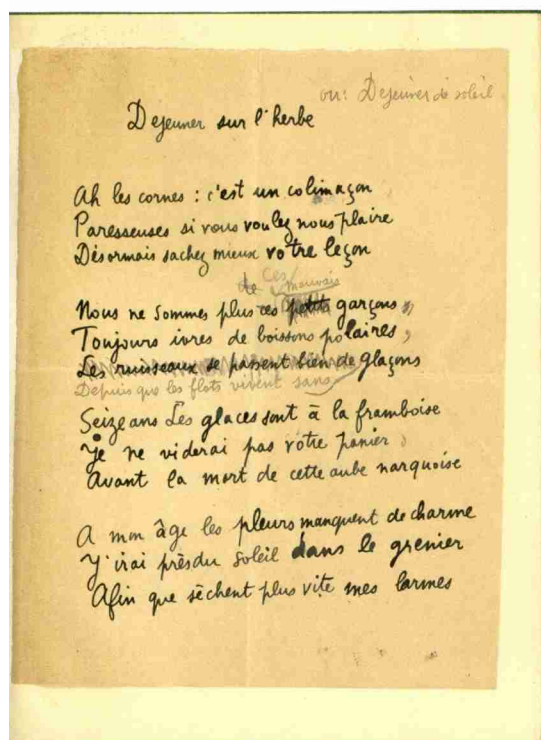 ou: Dejeuner de soleil
Dejeuner sur l'herbe
Ah les cornes : c'est un colimaçon
Paresseuses si vous voulez nous plaire
Désormais sachez mieux votre leçon
de Ces mauvais
Nous ne sommes plus ces petits garçons,
Toujours ivres de boissons polaires,
Les ruisseaux se passent bien de glaçons
Depuis que les flots vivent sans
Seize ans Les glaces sont à la framboise
Je ne viderai pas votre panier
Avant la mort de cette aube narquoise
A mon âge les pleurs manquent de charme
J'irai près du soleil dans le grenier
Afin que sèchent plus vite mes larmes